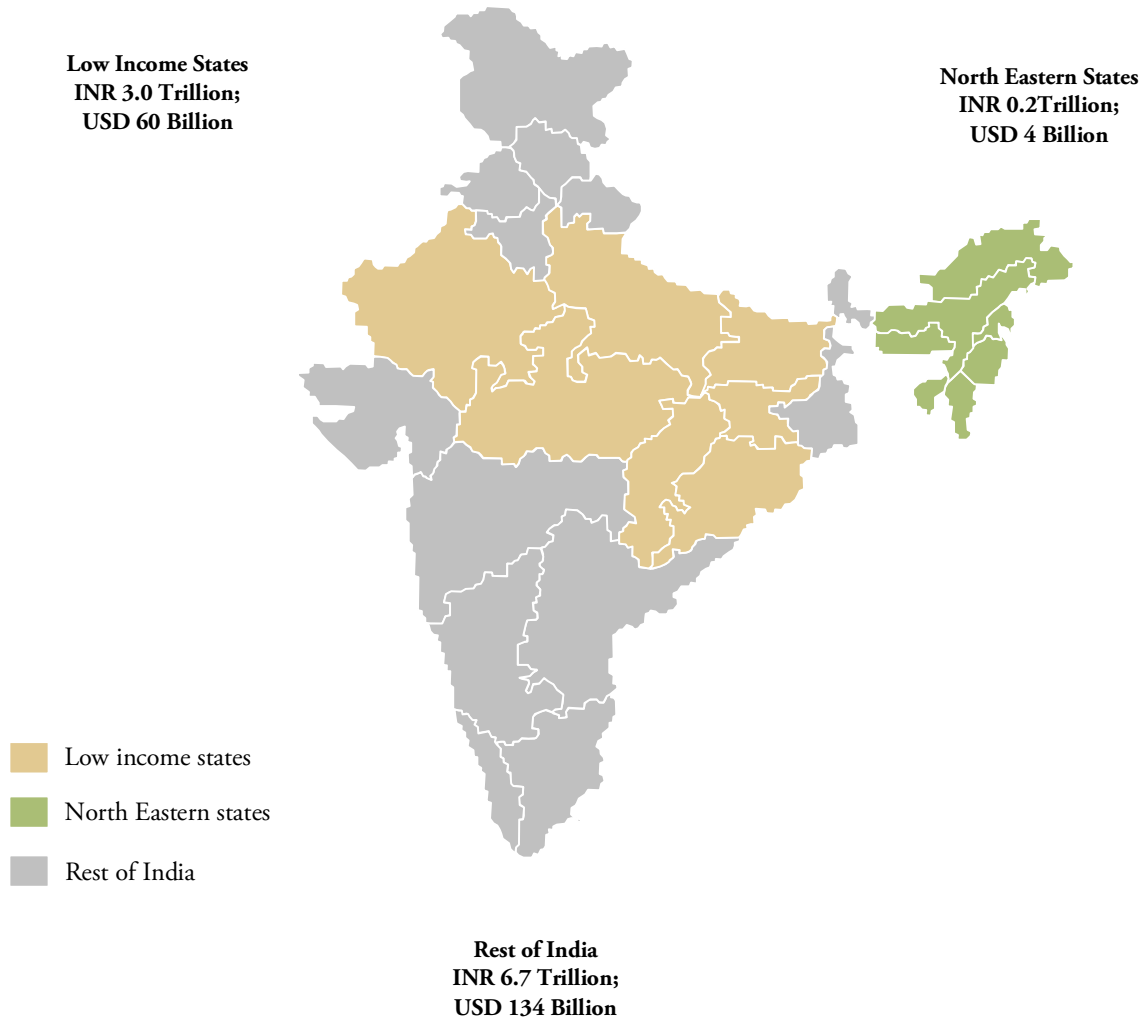 Low Income States
INR 3.0 Trillion;
USD 60 Billion
North Eastern States
INR 0.2Trillion;
USD 4 Billion
Low income states
North Eastern states
Rest of India
Rest of India
INR 6.7 Trillion;
USD 134 Billion